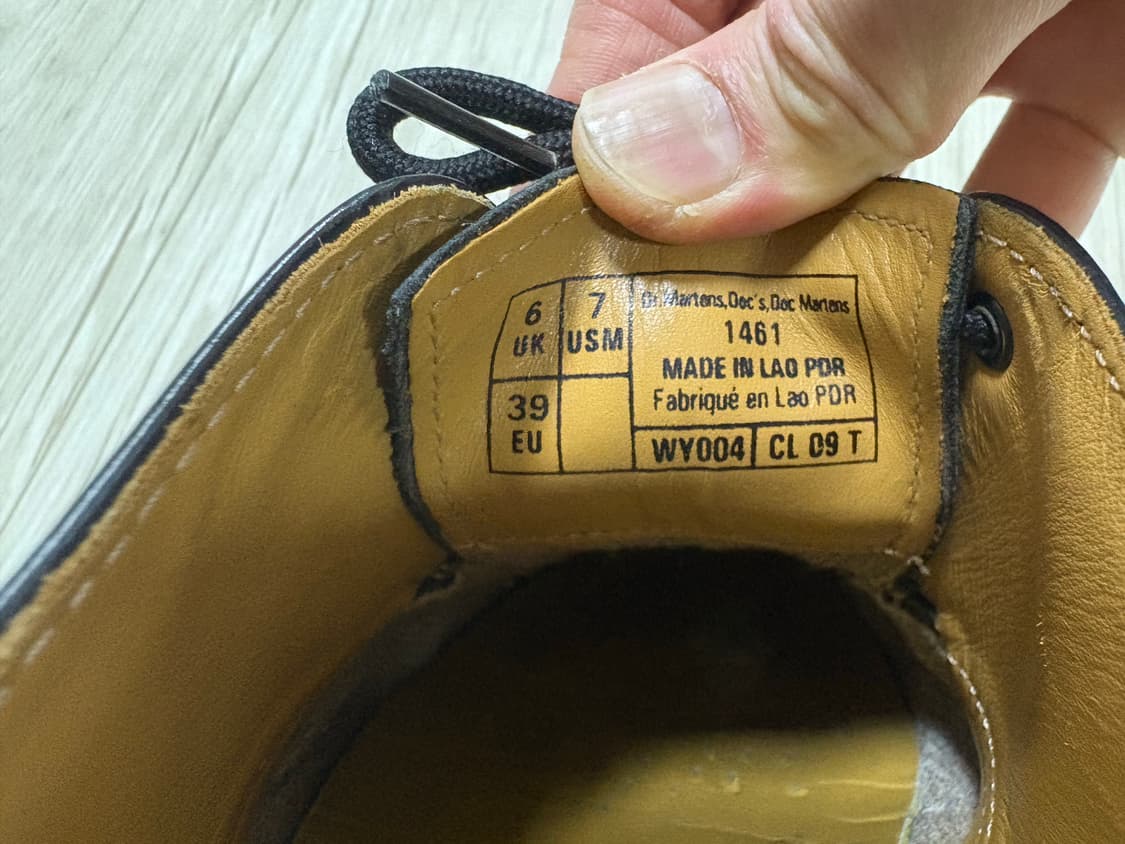 6
UK
7
USM
39
EU
Dr. Martens, Doc's, Doc Martens
1461
MADE IN LAO PDR
Fabriqué en Lao PDR
WY004
CL 09 T